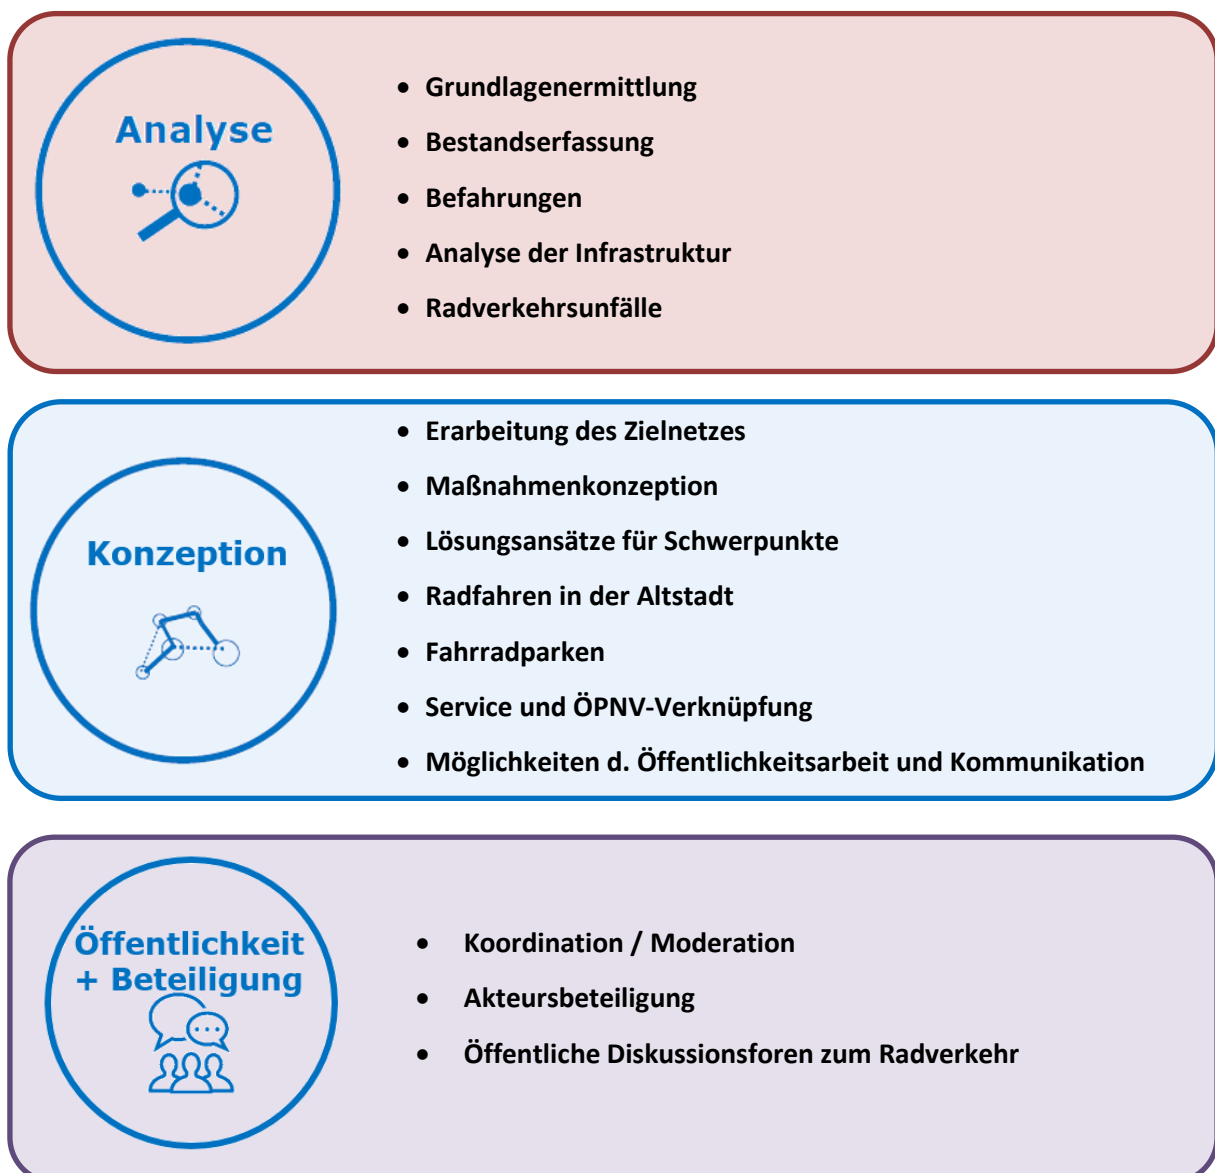 Analyse
• Grundlagenermittlung
• Bestandserfassung
• Befahrungen
• Analyse der Infrastruktur
• Radverkehrsunfälle
Konzeption
• Erarbeitung des Zielnetzes
• Maßnahmenkonzeption
• Lösungsansätze für Schwerpunkte
• Radfahren in der Altstadt
• Fahrradparken
• Service und ÖPNV-Verknüpfung
• Möglichkeiten d. Öffentlichkeitsarbeit und Kommunikation
Öffentlichkeit
+ Beteiligung
• Koordination / Moderation
• Akteursbeteiligung
• Öffentliche Diskussionsforen zum Radverkehr